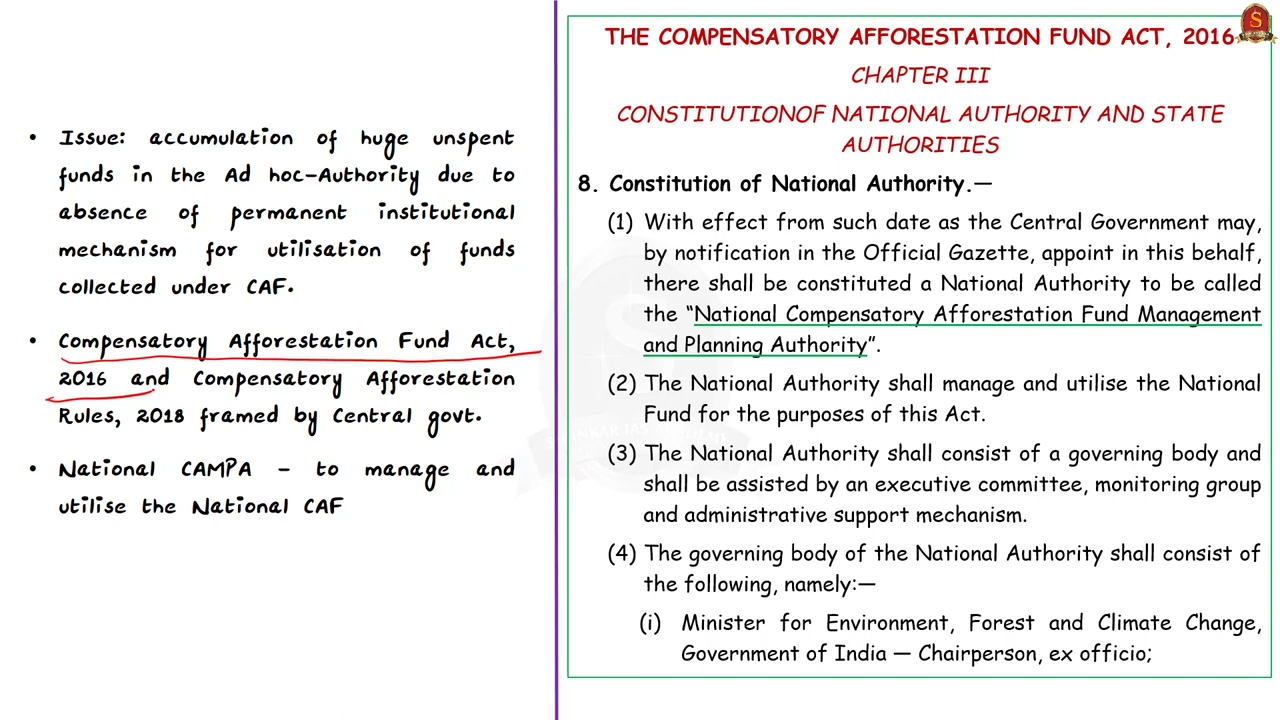 • Issue: accumulation of huge unspent
funds in the Ad hoc-Authority due to
absence of permanent institutional
mechanism for utilisation of funds
collected under CAF.
• Compensatory Afforestation Fund Act,
2016 and Compensatory Afforestation
Rules, 2018 framed by Central govt.
• National CAMPA – to manage and
utilise the National CAF
THE COMPENSATORY AFFORESTATION FUND ACT, 2016
CHAPTER III
CONSTITUTIONOF NATIONAL AUTHORITY AND STATE
AUTHORITIES
8. Constitution of National Authority.—
(1) With effect from such date as the Central Government may,
by notification in the Official Gazette, appoint in this behalf,
there shall be constituted a National Authority to be called
the “National Compensatory Afforestation Fund Management
and Planning Authority”.
(2) The National Authority shall manage and utilise the National
Fund for the purposes of this Act.
(3) The National Authority shall consist of a governing body and
shall be assisted by an executive committee, monitoring group
and administrative support mechanism.
(4) The governing body of the National Authority shall consist of
the following, namely:—
(i) Minister for Environment, Forest and Climate Change,
Government of India — Chairperson, ex officio;